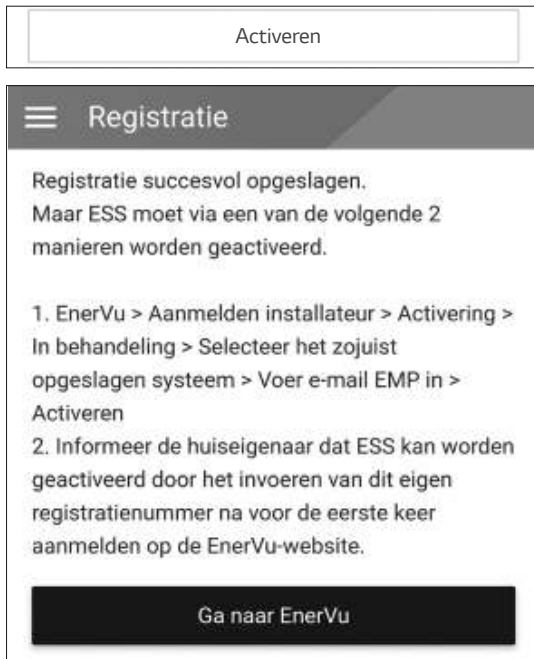 Activeren
Registratie
Registratie succesvol opgeslagen.
Maar ESS moet via een van de volgende 2
manieren worden geactiveerd.
1. EnerVu > Aanmelden installateur > Activering >
In behandeling > Selecteer het zojuist
opgeslagen systeem > Voer e-mail EMP in >
Activeren
2. Informeer de huiseigenaar dat ESS kan worden
geactiveerd door het invoeren van dit eigen
registratienummer na voor de eerste keer
aanmelden op de EnerVu-website.
Ga naar EnerVu